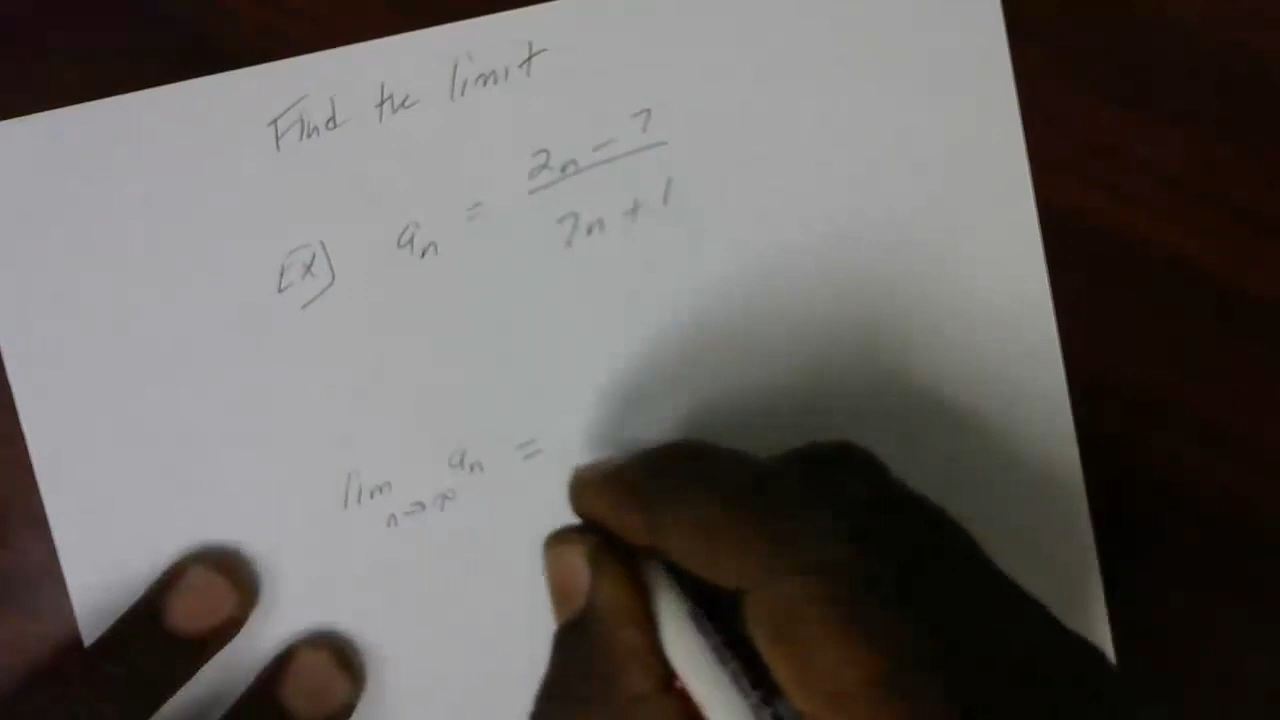 Find the limit
EX) aₙ = 2n - 7 / 7n + 1
lim n→∞ aₙ =